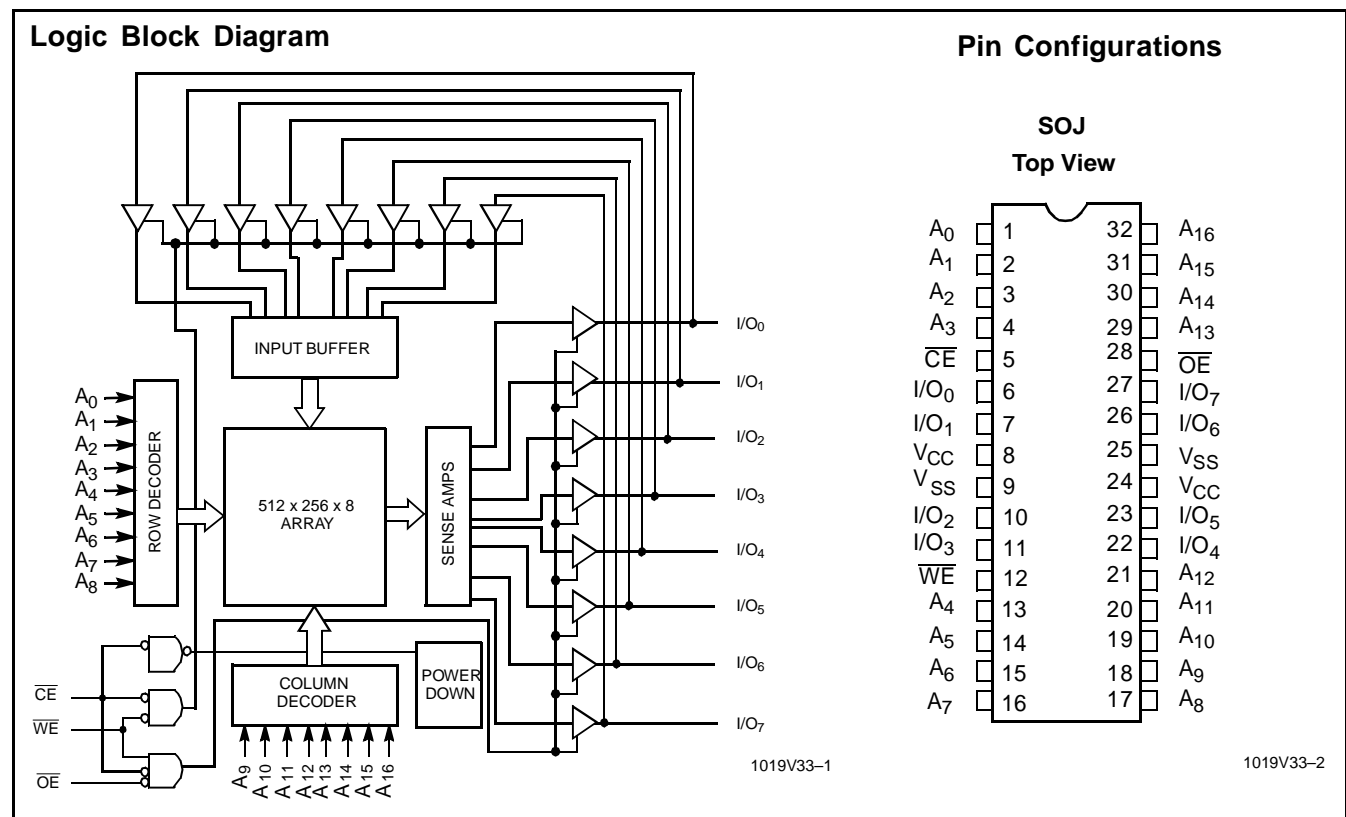 Logic Block Diagram
INPUT BUFFER
A0
A1
A2
A3
A4
A5
A6
A7
A8
ROW DECODER
512 x 256 x 8
ARRAY
SENSE AMPS
I/O0
I/O1
I/O2
I/O3
I/O4
I/O5
I/O6
I/O7
COLUMN
DECODER
POWER
DOWN
CE
WE
OE
A9
A10
A11
A12
A13
A14
A15
A16
1019V33–1
Pin Configurations
SOJ
Top View
A0 1 32 A16
A1 2 31 A15
A2 3 30 A14
A3 4 29 A13
CE 5 28 OE
I/O0 6 27 I/O7
I/O1 7 26 I/O6
VCC 8 25 VSS
VSS 9 24 VCC
I/O2 10 23 I/O5
I/O3 11 22 I/O4
WE 12 21 A12
A4 13 20 A11
A5 14 19 A10
A6 15 18 A9
A7 16 17 A8
1019V33–2